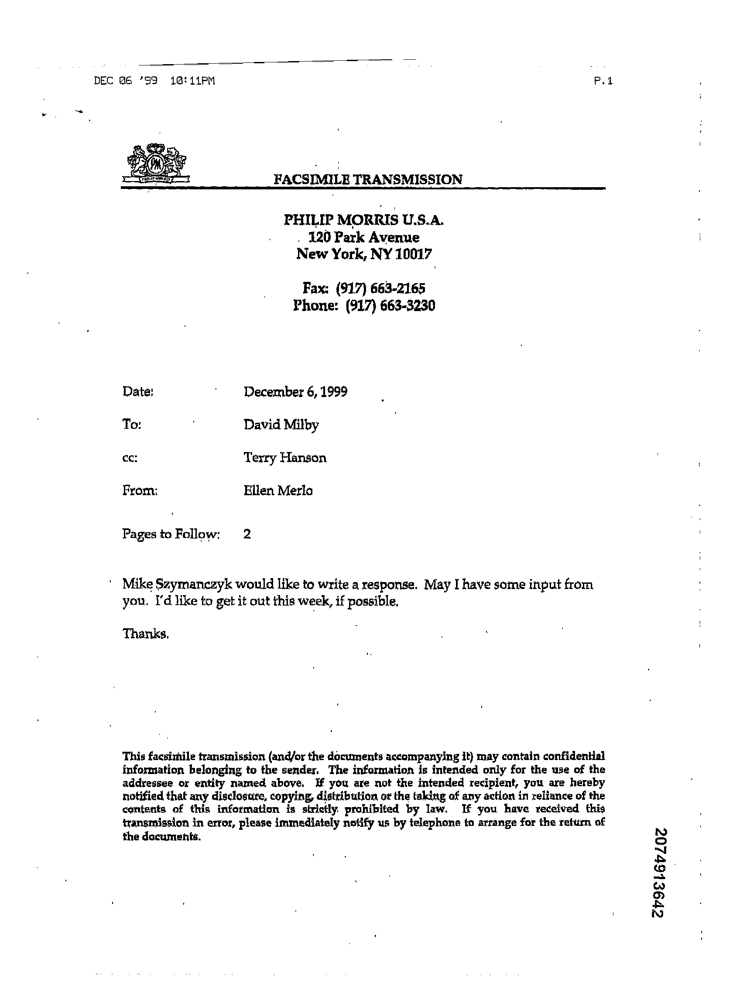 DEC 06 '99 10:11PM P.1
PM
FACSIMILE TRANSMISSION
PHILIP MORRIS U.S.A.
120 Park Avenue
New York, NY 10017
Fax: (917) 663-2165
Phone: (917) 663-3230
Date: December 6, 1999
To: David Milby
cc: Terry Hanson
From: Ellen Merlo
Pages to Follow: 2
Mike Szymanczyk would like to write a response. May I have some input from
you. I'd like to get it out this week, if possible.
Thanks.
This facsimile transmission (and/or the documents accompanying it) may contain confidential
information belonging to the sender. The information is intended only for the use of the
addressee or entity named above. If you are not the intended recipient, you are hereby
notified that any disclosure, copying, distribution or the taking of any action in reliance of the
contents of this information is strictly prohibited by law. If you have received this
transmission in error, please immediately notify us by telephone to arrange for the return of
the documents.
2074913642